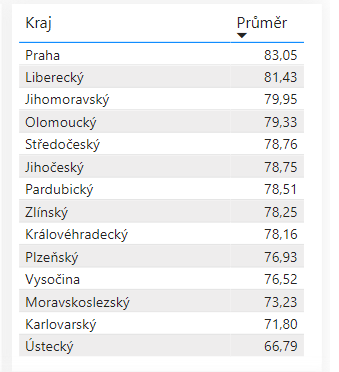 Kraj Průměr
Praha 83,05
Liberecký 81,43
Jihomoravský 79,95
Olomoucký 79,33
Středočeský 78,76
Jihočeský 78,75
Pardubický 78,51
Zlínský 78,25
Královéhradecký 78,16
Plzeňský 76,93
Vysočina 76,52
Moravskoslezský 73,23
Karlovarský 71,80
Ústecký 66,79